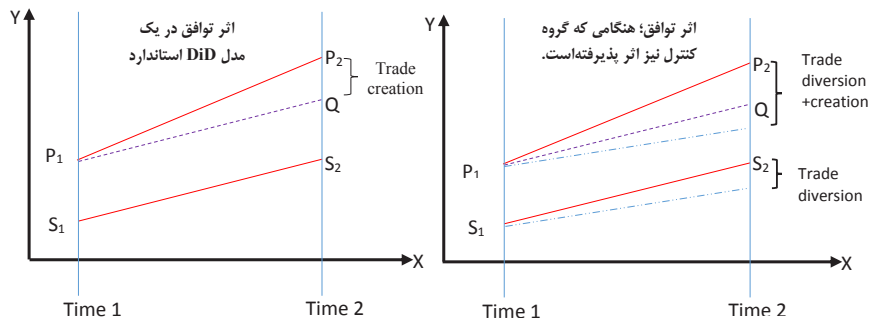 Y
اثر توافق در یک
مدل DiD استاندارد
P2
Trade
creation
Q
P1
S2
S1
X
Time 1
Time 2
Y
اثر توافق؛ هنگامی که گروه
کنترل نیز اثر پذیرفته‌است.
P2
Trade
diversion
+creation
Q
P1
S2
Trade
diversion
S1
X
Time 1
Time 2